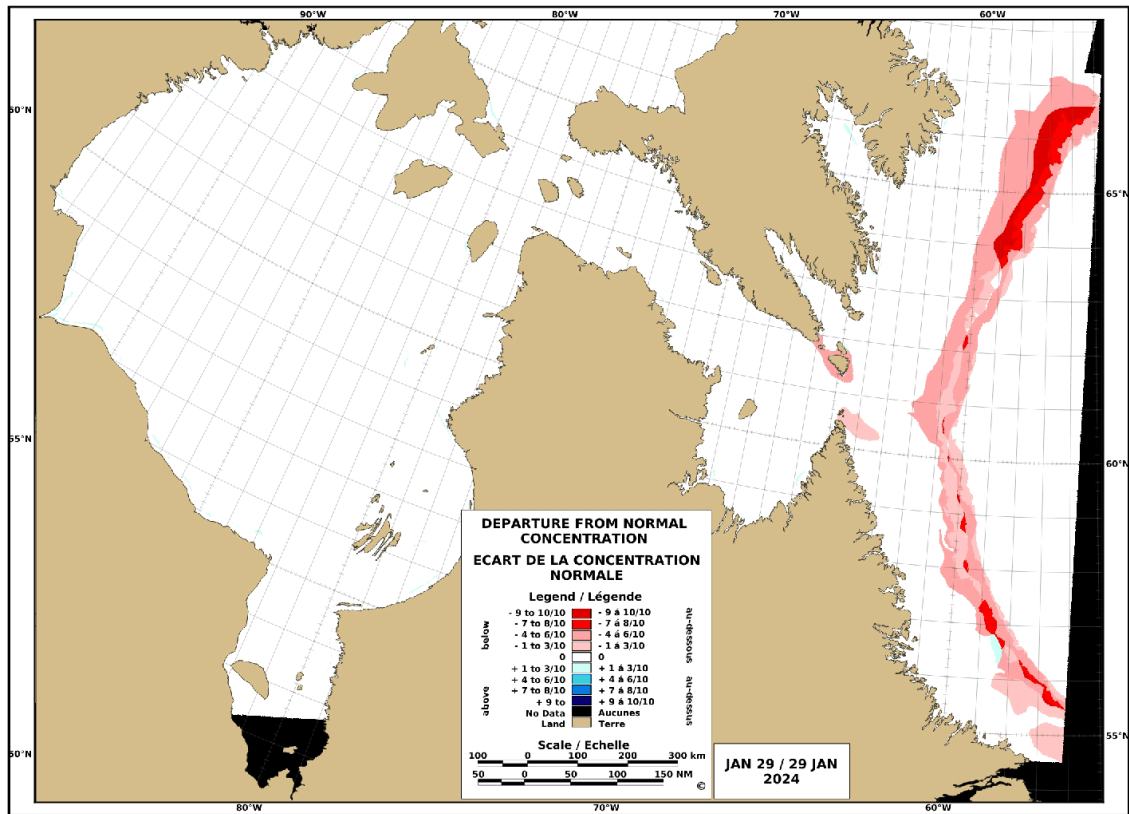 90°W 80°W 70°W 60°W
60°N
65°N
55°N
60°N
DEPARTURE FROM NORMAL
CONCENTRATION
ECART DE LA CONCENTRATION
NORMALE
Legend / Légende
below
- 9 to 10/10 - 9 á 10/10
- 7 to 8/10 - 7 á 8/10
- 4 to 6/10 - 4 á 6/10
- 1 to 3/10 - 1 á 3/10
au-dessous
0 0
above
+ 1 to 3/10 + 1 á 3/10
+ 4 to 6/10 + 4 á 6/10
+ 7 to 8/10 + 7 á 8/10
+ 9 to + 9 á 10/10
au-dessus
No Data Aucunes
Land Terre
Scale / Echelle
100 0 100 200 300 km
50 0 50 100 150 NM
©
JAN 29 / 29 JAN
2024
55°N
50°N
80°W 70°W 60°W